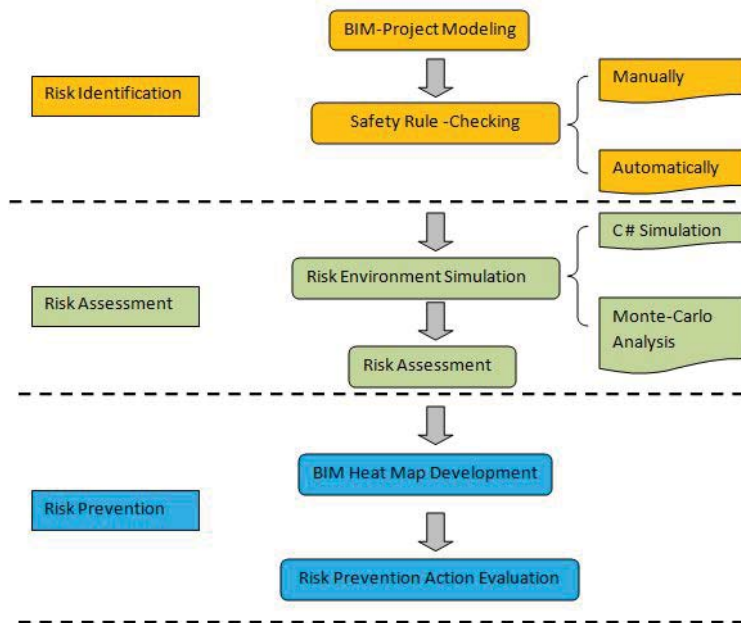 BIM-Project Modeling
Manually
Risk Identification
Safety Rule -Checking
Automatically
C# Simulation
Risk Environment Simulation
Risk Assessment
Monte-Carlo
Analysis
Risk Assessment
BIM Heat Map Development
Risk Prevention
Risk Prevention Action Evaluation